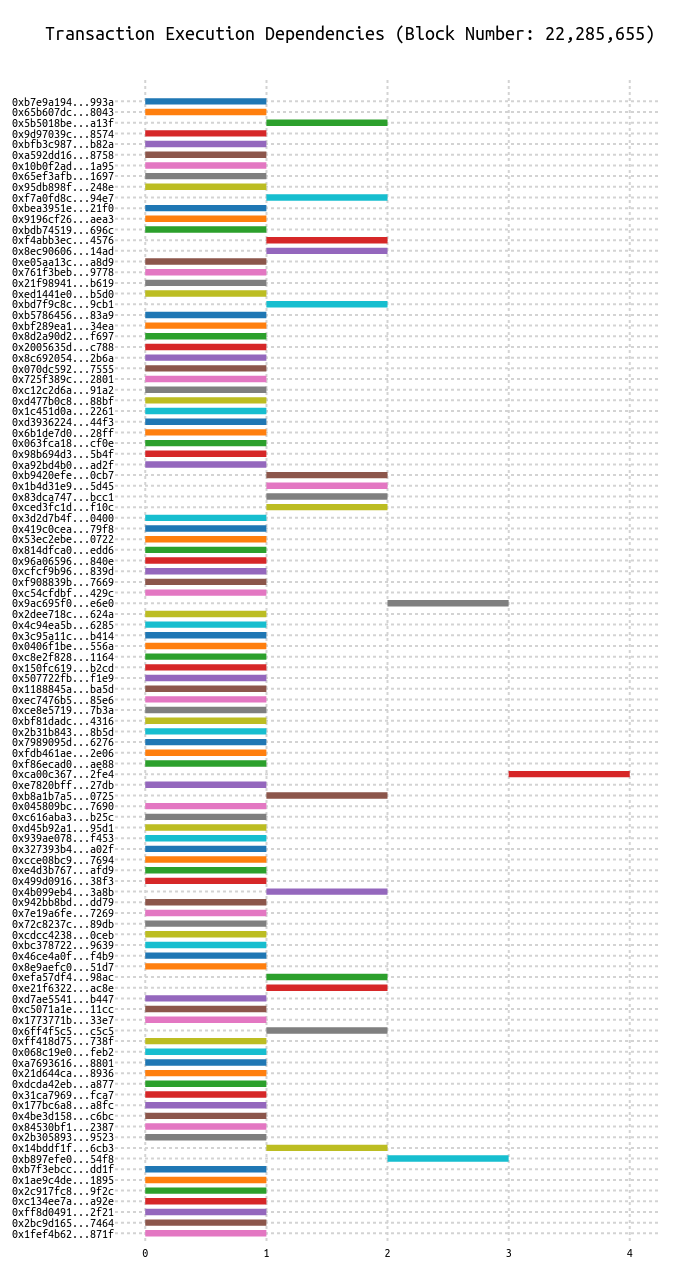 Transaction Execution Dependencies (Block Number: 22,285,655)
0xb7e9a194...993a
0x65b607dc...8043
0x5b5018be...a13f
0x9d97039c...8574
0xbfb3c987...b82a
0xa592dd16...8758
0x10b0f2ad...1a95
0x65ef3afb...1697
0x95db898f...248e
0xf7a0fd8c...94e7
0xbea3951e...21f0
0x9196cf26...aea3
0xbdb74519...696c
0xf4abb3ec...4576
0x8ec90606...14ad
0xe05aa13c...a8d9
0x761f3beb...9778
0x21f98941...b619
0xed1441e0...b5d0
0xbd7f9c8c...9cb1
0xb5786456...83a9
0xbf289ea1...34ea
0x8d2a90d2...f697
0x2005635d...c788
0x8c692054...2b6a
0x070dc592...7555
0x725f389c...2801
0xc12c2d6a...91a2
0xd477b0c8...88bf
0x1c451d0a...2261
0xd3936224...44f3
0x6b1de7d0...28ff
0x063fca18...cf0e
0x98b694d3...5b4f
0xa92bd4b0...ad2f
0xb9420efe...0cb7
0x1b4d31e9...5d45
0x83dca747...bcc1
0xced3fc1d...f10c
0x3d2d7b4f...0400
0x419c0cea...79f8
0x53ec2ebe...0722
0x814dfca0...edd6
0x96a06596...840e
0xcfcf9b96...839d
0xf908839b...7669
0xc54cfdbf...429c
0x9ac695f0...e6e0
0x2dee718c...624a
0x4c94ea5b...6285
0x3c95a11c...b414
0x0406f1be...556a
0xc8e2f828...1164
0x150fc619...b2cd
0x507722fb...f1e9
0x1188845a...ba5d
0xec7476b5...85e6
0xce8e5719...7b3a
0xbf81dadc...4316
0x2b31b843...8b5d
0x7989095d...6276
0xfdb461ae...2e06
0xf86ecad0...ae88
0xca00c367...2fe4
0xe7820bff...27db
0xb8a1b7a5...0725
0x045809bc...7690
0xc616aba3...b25c
0xd45b92a1...95d1
0x939ae078...f453
0x327393b4...a02f
0xcce08bc9...7694
0xe4d3b767...afd9
0x499d0916...38f3
0x4b099eb4...3a8b
0x942bb8bd...dd79
0x7e19a6fe...7269
0x72c8237c...89db
0xcdcc4238...0ceb
0xbc378722...9639
0x46ce4a0f...f4b9
0x8e9aefc0...51d7
0xefa57df4...98ac
0xe21f6322...ac8e
0xd7ae5541...b447
0xc5071a1e...11cc
0x1773771b...33e7
0x6ff4f5c5...c5c5
0xff418d75...738f
0x068c19e0...feb2
0xa7693616...8801
0x21d644ca...8936
0xdcda42eb...a877
0x31ca7969...fca7
0x177bc6a8...a8fc
0x4be3d158...c6bc
0x84530bf1...2387
0x2b305893...9523
0x14bddf1f...6cb3
0xb897efe0...54f8
0xb7f3ebcc...dd1f
0x1ae9c4de...1895
0x2c917fc8...9f2c
0xc134ee7a...a92e
0xff8d0491...2f21
0x2bc9d165...7464
0x1fef4b62...871f
0 1 2 3 4